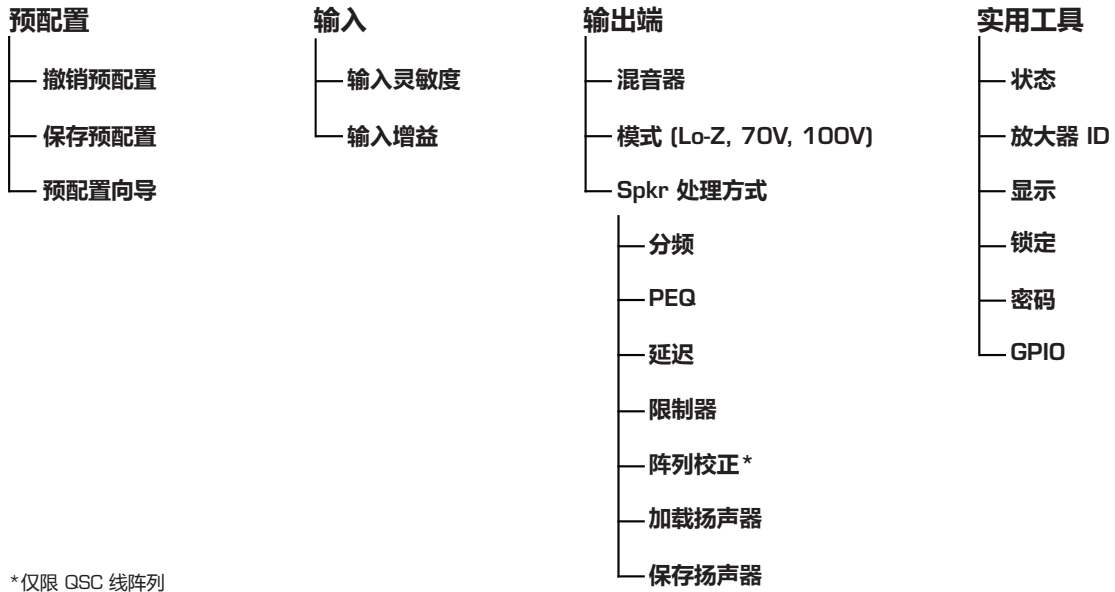 预配置
撤销预配置
保存预配置
预配置向导
输入
输入灵敏度
输入增益
输出端
混音器
模式 (Lo-Z, 70V, 100V)
Spkr 处理方式
分频
PEQ
延迟
限制器
阵列校正*
加载扬声器
保存扬声器
实用工具
状态
放大器 ID
显示
锁定
密码
GPIO
*仅限 QSC 线阵列